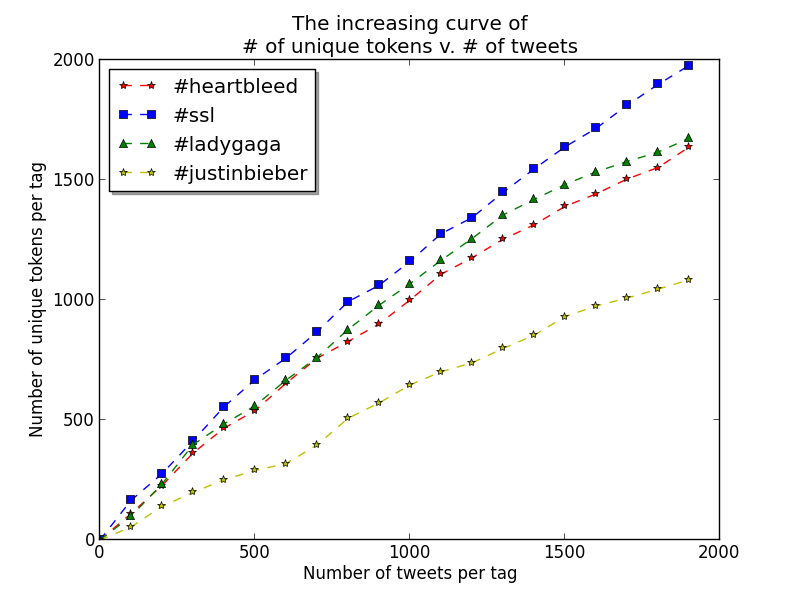 The increasing curve of
# of unique tokens v. # of tweets
2000
#heartbleed
#ssl
#ladygaga
#justinbieber
1500
1000
500
0
Number of unique tokens per tag
0 500 1000 1500 2000
Number of tweets per tag